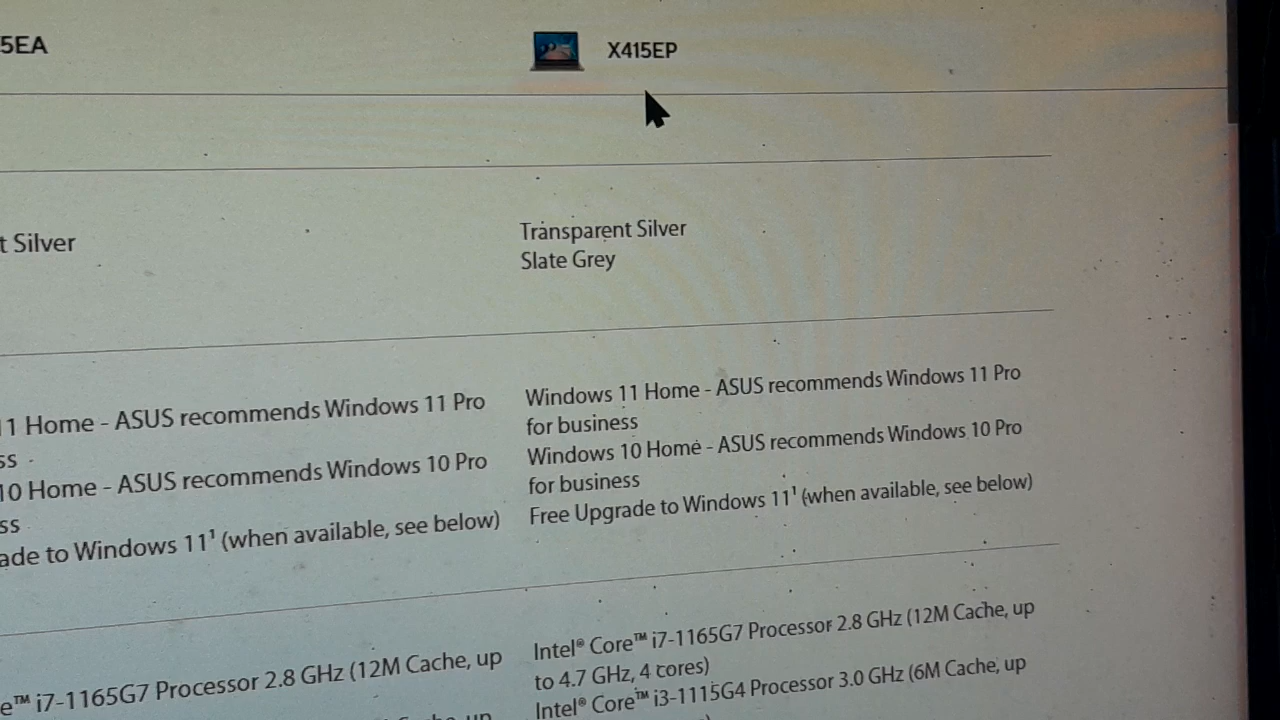 5EA
X415EP
t Silver
Transparent Silver
Slate Grey
11 Home - ASUS recommends Windows 11 Pro
ss
10 Home - ASUS recommends Windows 10 Pro
ss
ade to Windows 11¹ (when available, see below)
Windows 11 Home - ASUS recommends Windows 11 Pro
for business
Windows 10 Home - ASUS recommends Windows 10 Pro
for business
Free Upgrade to Windows 11¹ (when available, see below)
e™ i7-1165G7 Processor 2.8 GHz (12M Cache, up
Intel® Core™ i7-1165G7 Processor 2.8 GHz (12M Cache, up
to 4.7 GHz, 4 cores)
Intel® Core™ i3-1115G4 Processor 3.0 GHz (6M Cache, up